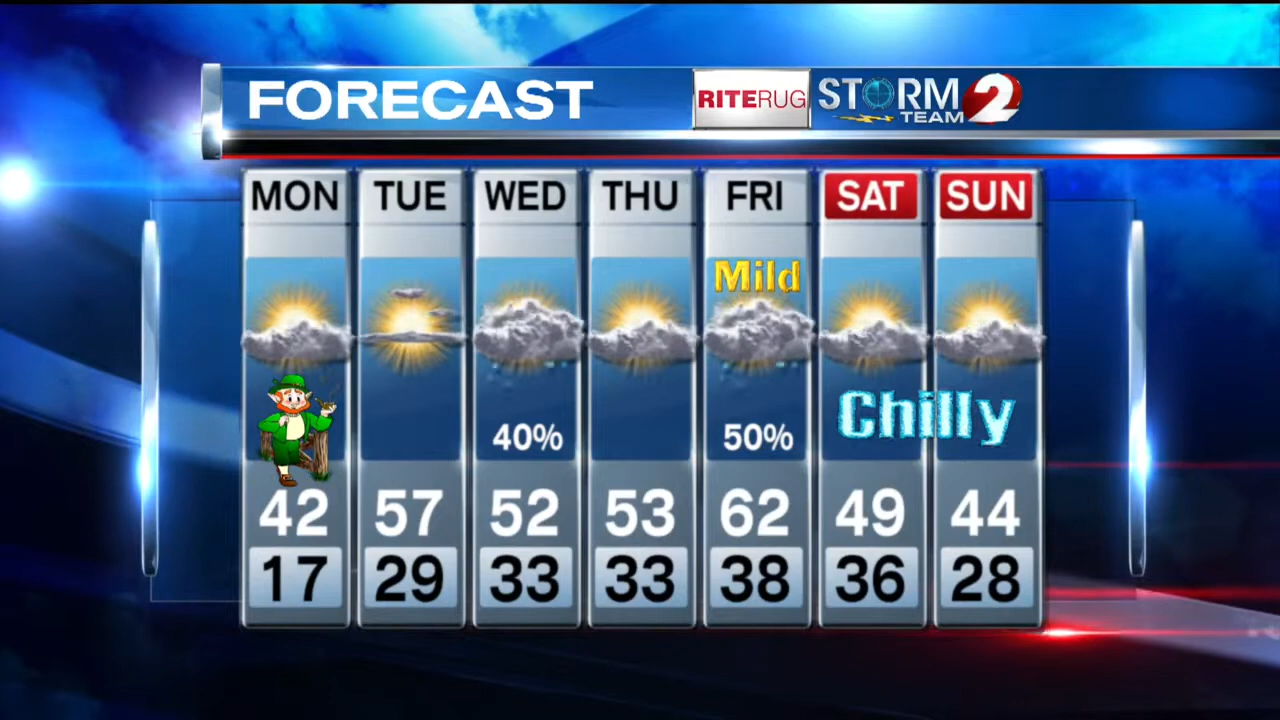 FORECAST
RITERUG
STORM
TEAM 2
MON TUE WED THU FRI SAT SUN
Mild
Chilly
40% 50%
42 57 52 53 62 49 44
17 29 33 33 38 36 28